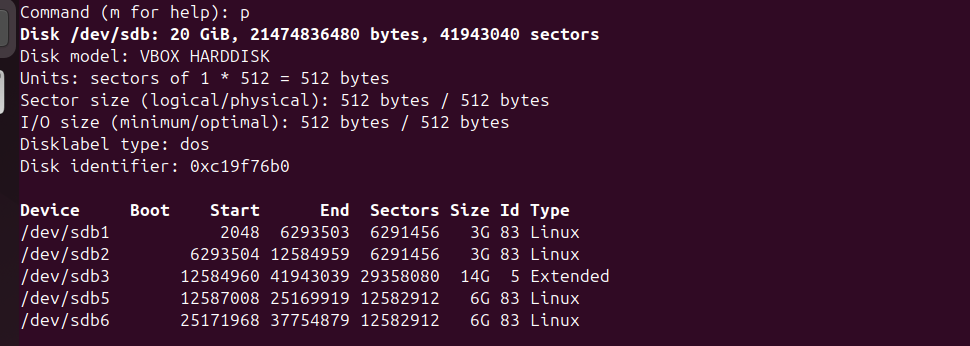 Command (m for help): p
Disk /dev/sdb: 20 GiB, 21474836480 bytes, 41943040 sectors
Disk model: VBOX HARDDISK
Units: sectors of 1 * 512 = 512 bytes
Sector size (logical/physical): 512 bytes / 512 bytes
I/O size (minimum/optimal): 512 bytes / 512 bytes
Disklabel type: dos
Disk identifier: 0xc19f76b0

Device     Boot    Start      End  Sectors Size Id Type
/dev/sdb1           2048  6293503  6291456   3G 83 Linux
/dev/sdb2        6293504 12584959  6291456   3G 83 Linux
/dev/sdb3       12584960 41943039 29358080  14G  5 Extended
/dev/sdb5       12587008 25169919 12582912   6G 83 Linux
/dev/sdb6       25171968 37754879 12582912   6G 83 Linux